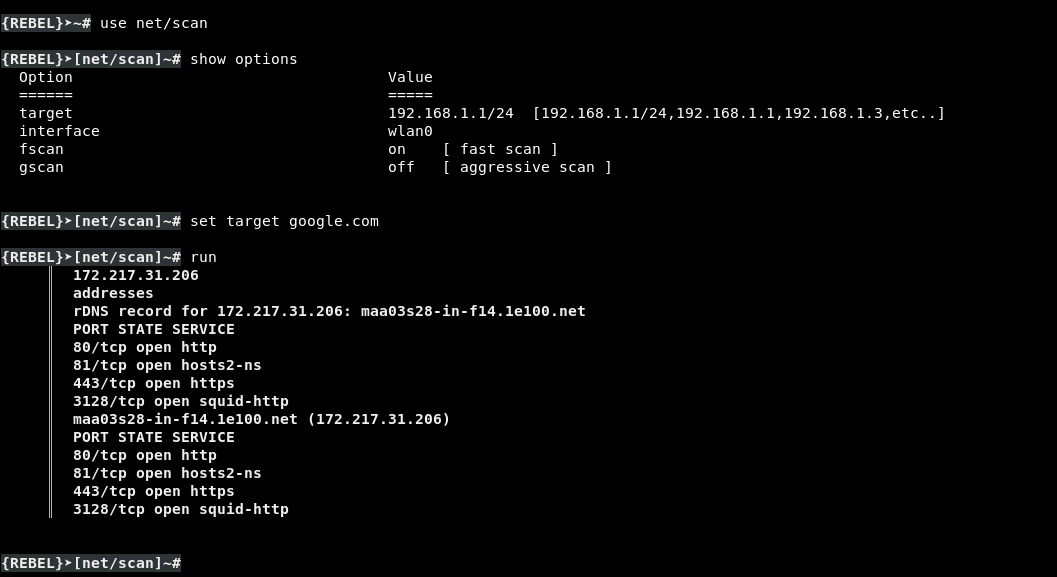 {REBEL}➤~# use net/scan
{REBEL}➤[net/scan]~# show options
Option Value
====== =====
target 192.168.1.1/24 [192.168.1.1/24,192.168.1.1,192.168.1.3,etc..]
interface wlan0
fscan on [ fast scan ]
gscan off [ aggressive scan ]
{REBEL}➤[net/scan]~# set target google.com
{REBEL}➤[net/scan]~# run
172.217.31.206
addresses
rDNS record for 172.217.31.206: maa03s28-in-f14.1e100.net
PORT STATE SERVICE
80/tcp open http
81/tcp open hosts2-ns
443/tcp open https
3128/tcp open squid-http
maa03s28-in-f14.1e100.net (172.217.31.206)
PORT STATE SERVICE
80/tcp open http
81/tcp open hosts2-ns
443/tcp open https
3128/tcp open squid-http
{REBEL}➤[net/scan]~#